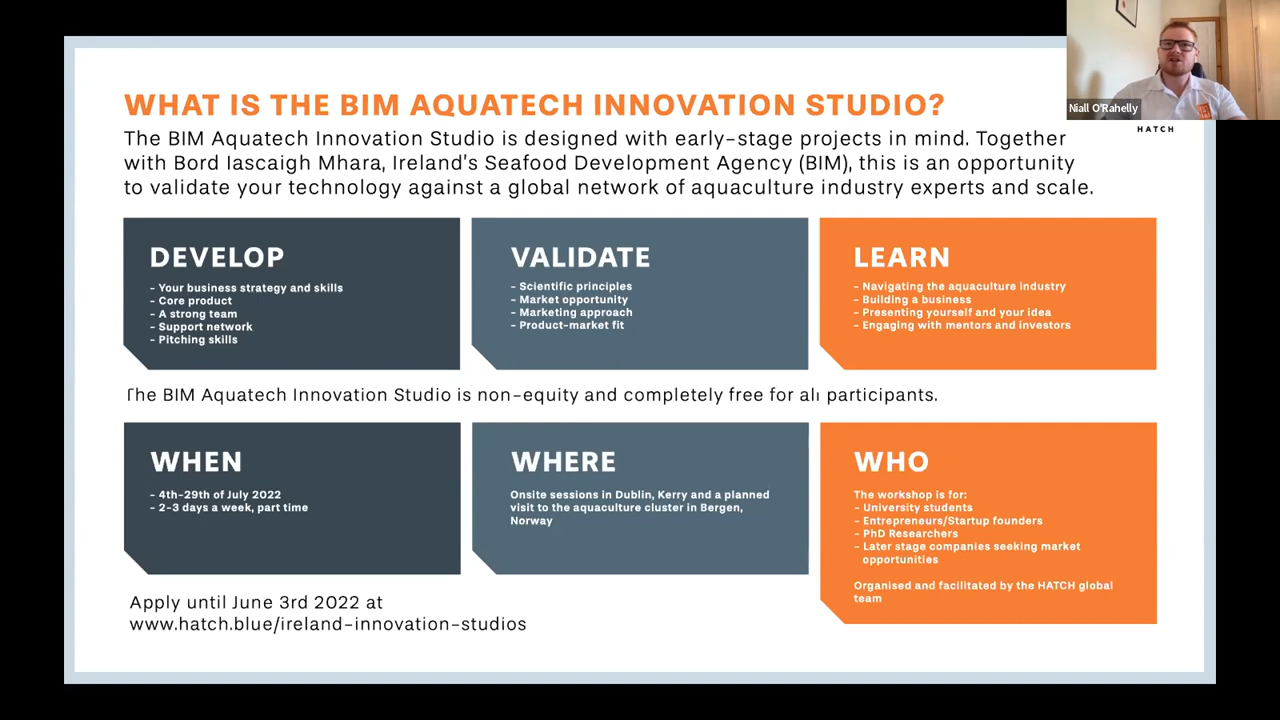 Niall O'Rahelly
HATCH
WHAT IS THE BIM AQUATECH INNOVATION STUDIO?
The BIM Aquatech Innovation Studio is designed with early-stage projects in mind. Together
with Bord Iascaigh Mhara, Ireland's Seafood Development Agency (BIM), this is an opportunity
to validate your technology against a global network of aquaculture industry experts and scale.
DEVELOP
- Your business strategy and skills
- Core product
- A strong team
- Support network
- Pitching skills
VALIDATE
- Scientific principles
- Market opportunity
- Marketing approach
- Product-market fit
LEARN
- Navigating the aquaculture industry
- Building a business
- Presenting yourself and your idea
- Engaging with mentors and investors
The BIM Aquatech Innovation Studio is non-equity and completely free for all participants.
WHEN
- 4th-29th of July 2022
- 2-3 days a week, part time
WHERE
Onsite sessions in Dublin, Kerry and a planned
visit to the aquaculture cluster in Bergen,
Norway
WHO
The workshop is for:
- University students
- Entrepreneurs/Startup founders
- PhD Researchers
- Later stage companies seeking market
opportunities
Organised and facilitated by the HATCH global
team
Apply until June 3rd 2022 at
www.hatch.blue/ireland-innovation-studios